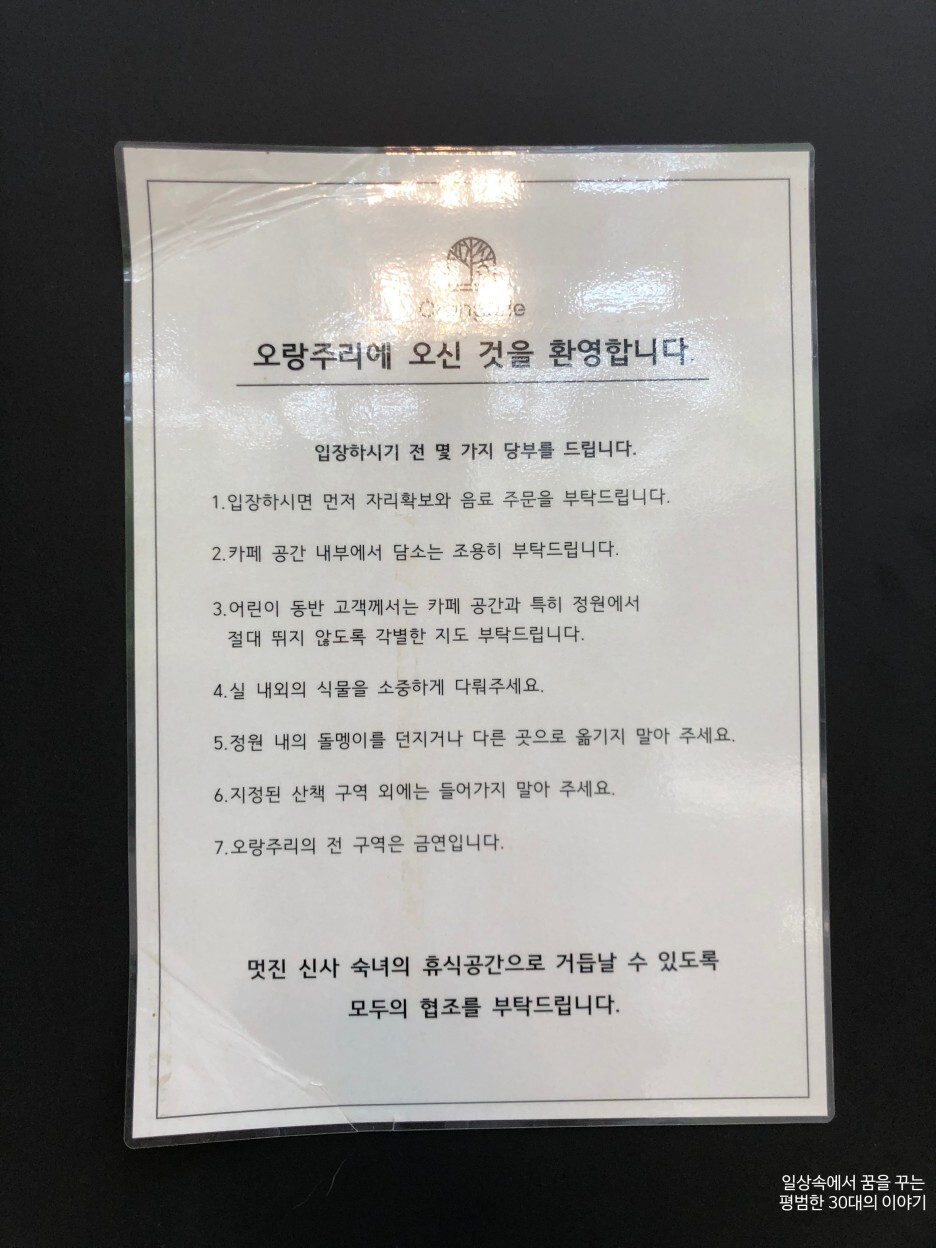 오랑주리에 오신 것을 환영합니다.
입장하시기 전 몇 가지 당부를 드립니다.
1.입장하시면 먼저 자리확보와 음료 주문을 부탁드립니다.
2.카페 공간 내부에서 담소는 조용히 부탁드립니다.
3.어린이 동반 고객께서는 카페 공간과 특히 정원에서
절대 뛰지 않도록 각별한 지도 부탁드립니다.
4.실 내외의 식물을 소중하게 다뤄주세요.
5.정원 내의 돌멩이를 던지거나 다른 곳으로 옮기지 말아 주세요.
6.지정된 산책 구역 외에는 들어가지 말아 주세요.
7.오랑주리의 전 구역은 금연입니다.
멋진 신사 숙녀의 휴식공간으로 거듭날 수 있도록
모두의 협조를 부탁드립니다.
일상속에서 꿈을 꾸는
평범한 30대의 이야기